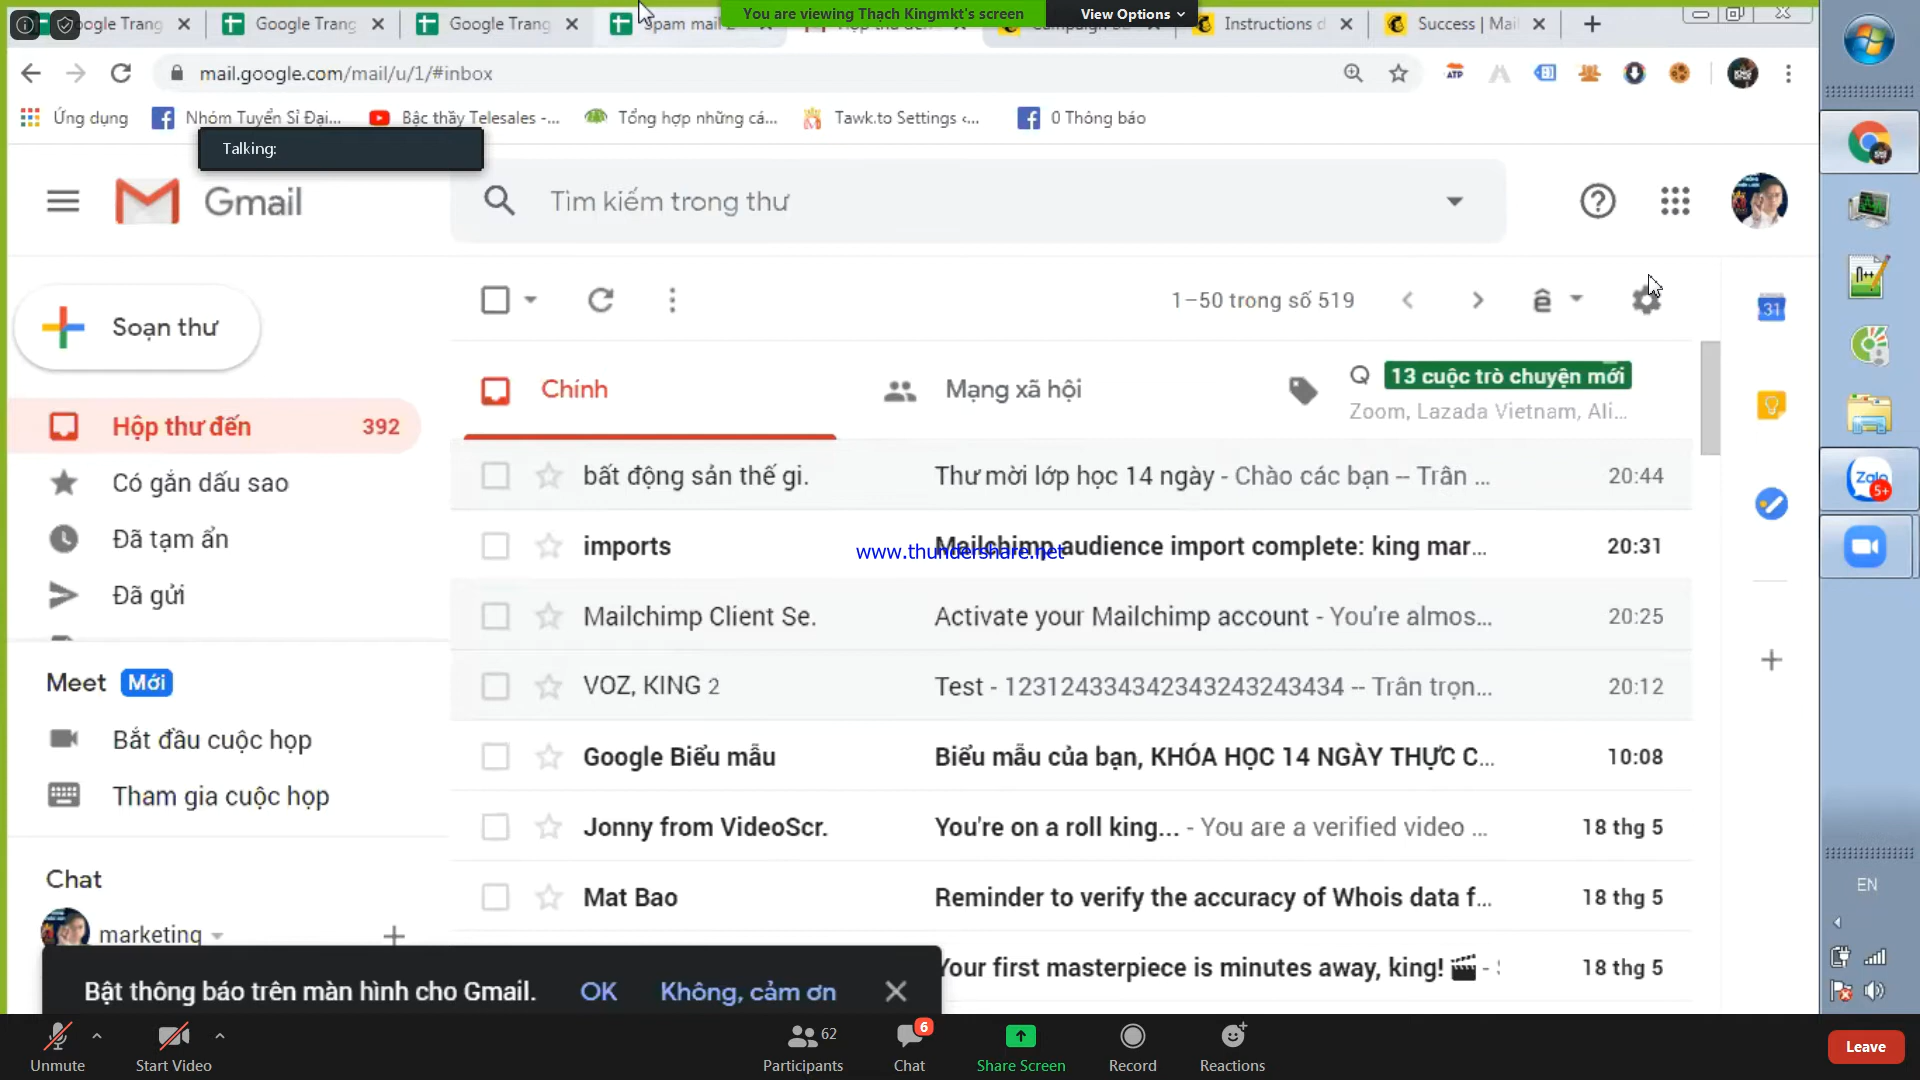 oogle Trang
Google Trang
Google Trang
spam mail
You are viewing Thạch Kingmkt's screen
View Options
Instructions d
Success | Mai
mail.google.com/mail/u/1/#inbox
ATP
Ứng dụng
Nhóm Tuyển Sỉ Đại...
Bậc thầy Telesales -...
Tổng hợp những cá...
Tawk.to Settings ‹...
0 Thông báo
Talking:
Gmail
Tìm kiếm trong thư
Soạn thư
1–50 trong số 519
ê
31
Chính
Mạng xã hội
Q
13 cuộc trò chuyện mới
Zoom, Lazada Vietnam, Ali...
Hộp thư đến 392
Có gắn dấu sao
Đã tạm ẩn
Đã gửi
bất động sản thế gi. Thư mời lớp học 14 ngày - Chào các bạn -- Trân ... 20:44
imports Mailchimp audience import complete: king mar... 20:31
www.thundershare.net
Mailchimp Client Se. Activate your Mailchimp account - You're almos... 20:25
VOZ, KING 2 Test - 123124334342343243243434 -- Trân trọn... 20:12
Google Biểu mẫu Biểu mẫu của bạn, KHÓA HỌC 14 NGÀY THỰC C... 10:08
Jonny from VideoScr. You're on a roll king... - You are a verified video ... 18 thg 5
Mat Bao Reminder to verify the accuracy of Whois data f... 18 thg 5
Your first masterpiece is minutes away, king! 🎬 - 18 thg 5
Meet Mới
Bắt đầu cuộc họp
Tham gia cuộc họp
Chat
marketing
Bật thông báo trên màn hình cho Gmail. OK Không, cảm ơn
Zalo
5+
EN
Unmute
Start Video
62
Participants
6
Chat
Share Screen
Record
Reactions
Leave